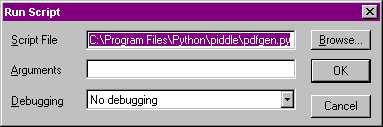 Run Script
Script File C:\Program Files\Python\piddle\pdfgen.py Browse...
Arguments OK
Debugging No debugging Cancel